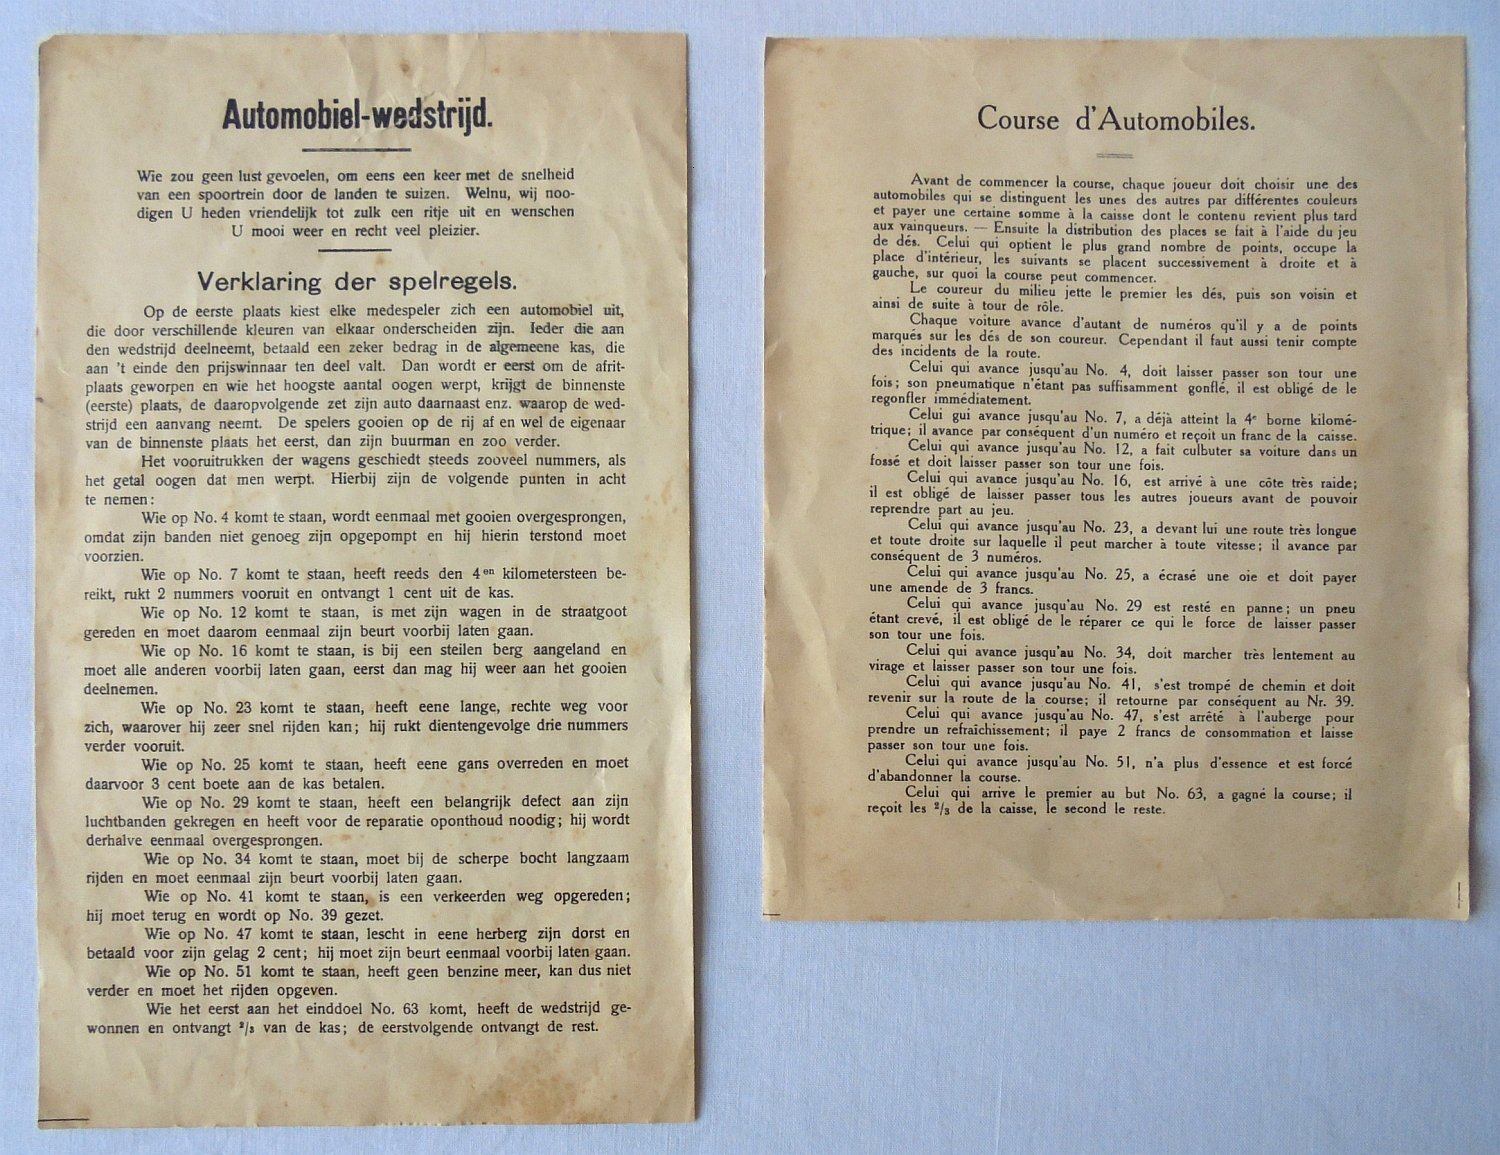 Automobiel-wedstrijd.
Wie zou geen lust gevoelen, om eens een keer met de snelheid
van een spoortrein door de landen te suizen. Welnu, wij noo-
digen U heden vriendelijk tot zulk een ritje uit en wenschen
U mooi weer en recht veel pleizier.
Verklaring der spelregels.
Op de eerste plaats kiest elke medespeler zich een automobiel uit,
die door verschillende kleuren van elkaar onderscheiden zijn. Ieder die aan
den wedstrijd deelneemt, betaald een zeker bedrag in de algemeene kas, die
aan 't einde den prijswinnaar ten deel valt. Dan wordt er eerst om de afrit-
plaats geworpen en wie het hoogste aantal oogen werpt, krijgt de binnenste
(eerste) plaats, de daaropvolgende zet zijn auto daarnaast enz. waarop de wed-
strijd een aanvang neemt. De spelers gooien op de rij af en wel de eigenaar
van de binnenste plaats het eerst, dan zijn buurman en zoo verder.
Het vooruitrukken der wagens geschiedt steeds zooveel nummers, als
het getal oogen dat men werpt. Hierbij zijn de volgende punten in acht
te nemen:
Wie op No. 4 komt te staan, wordt eenmaal met gooien overgesprongen,
omdat zijn banden niet genoeg zijn opgepompt en hij hierin terstond moet
voorzien.
Wie op No. 7 komt te staan, heeft reeds den 4en kilometersteen be-
reikt, rukt 2 nummers vooruit en ontvangt 1 cent uit de kas.
Wie op No. 12 komt te staan, is met zijn wagen in de straatgoot
gereden en moet daarom eenmaal zijn beurt voorbij laten gaan.
Wie op No. 16 komt te staan, is bij een steilen berg aangeland en
moet alle anderen voorbij laten gaan, eerst dan mag hij weer aan het gooien
deelnemen.
Wie op No. 23 komt te staan, heeft eene lange, rechte weg voor
zich, waarover hij zeer snel rijden kan; hij rukt dientengevolge drie nummers
verder vooruit.
Wie op No. 25 komt te staan, heeft eene gans overreden en moet
daarvoor 3 cent boete aan de kas betalen.
Wie op No. 29 komt te staan, heeft een belangrijk defect aan zijn
luchtbanden gekregen en heeft voor de reparatie oponthoud noodig; hij wordt
derhalve eenmaal overgesprongen.
Wie op No. 34 komt te staan, moet bij de scherpe bocht langzaam
rijden en moet eenmaal zijn beurt voorbij laten gaan.
Wie op No. 41 komt te staan, is een verkeerden weg opgereden;
hij moet terug en wordt op No. 39 gezet.
Wie op No. 47 komt te staan, lescht in eene herberg zijn dorst en
betaald voor zijn gelag 2 cent; hij moet zijn beurt eenmaal voorbij laten gaan.
Wie op No. 51 komt te staan, heeft geen benzine meer, kan dus niet
verder en moet het rijden opgeven.
Wie het eerst aan het einddoel No. 63 komt, heeft de wedstrijd ge-
wonnen en ontvangt 2/3 van de kas; de eerstvolgende ontvangt de rest.
Course d'Automobiles.
Avant de commencer la course, chaque joueur doit choisir une des
automobiles qui se distinguent les unes des autres par différentes couleurs
et payer une certaine somme à la caisse dont le contenu revient plus tard
aux vainqueurs. — Ensuite la distribution des places se fait à l'aide du jeu
de dés. Celui qui optient le plus grand nombre de points, occupe la
place d'intérieur, les suivants se placent successivement à droite et à
gauche, sur quoi la course peut commencer.
Le coureur du milieu jette le premier les dés, puis son voisin et
ainsi de suite à tour de rôle.
Chaque voiture avance d'autant de numéros qu'il y a de points
marqués sur les dés de son coureur. Cependant il faut aussi tenir compte
des incidents de la route.
Celui qui avance jusqu'au No. 4, doit laisser passer son tour une
fois; son pneumatique n'étant pas suffisamment gonflé, il est obligé de le
regonfler immédiatement.
Celui gui avance jusqu'au No. 7, a déjà atteint la 4e borne kilomé-
trique; il avance par conséquent d'un numéro et reçoit un franc de la caisse.
Celui qui avance jusqu'au No. 12, a fait culbuter sa voiture dans un
fossé et doit laisser passer son tour une fois.
Celui qui avance jusqu'au No. 16, est arrivé à une côte très raide;
il est obligé de laisser passer tous les autres joueurs avant de pouvoir
reprendre part au jeu.
Celui qui avance jusqu'au No. 23, a devant lui une route très longue
et toute droite sur laquelle il peut marcher à toute vitesse; il avance par
conséquent de 3 numéros.
Celui qui avance jusqu'au No. 25, a écrasé une oie et doit payer
une amende de 3 francs.
Celui qui avance jusqu'au No. 29 est resté en panne; un pneu
étant crevé, il est obligé de le réparer ce qui le force de laisser passer
son tour une fois.
Celui qui avance jusqu'au No. 34, doit marcher très lentement au
virage et laisser passer son tour une fois.
Celui qui avance jusqu'au No. 41, s'est trompé de chemin et doit
revenir sur la route de la course; il retourne par conséquent au Nr. 39.
Celui qui avance jusqu'au No. 47, s'est arrêté à l'auberge pour
prendre un refraîchissement; il paye 2 francs de consommation et laisse
passer son tour une fois.
Celui qui avance jusqu'au No. 51, n'a plus d'essence et est forcé
d'abandonner la course.
Celui qui arrive le premier au but No. 63, a gagné la course; il
reçoit les 2/3 de la caisse, le second le reste.